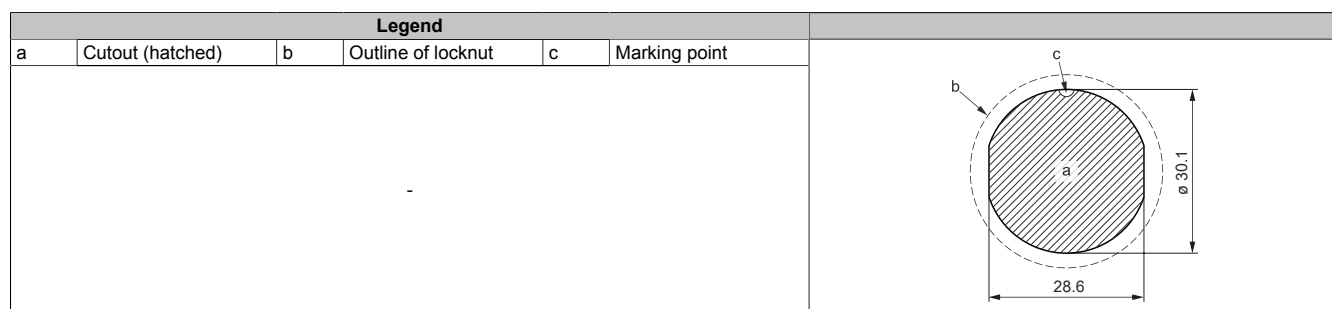 Legend
a Cutout (hatched) b Outline of locknut c Marking point
-
c
b
a
ø 30.1
28.6